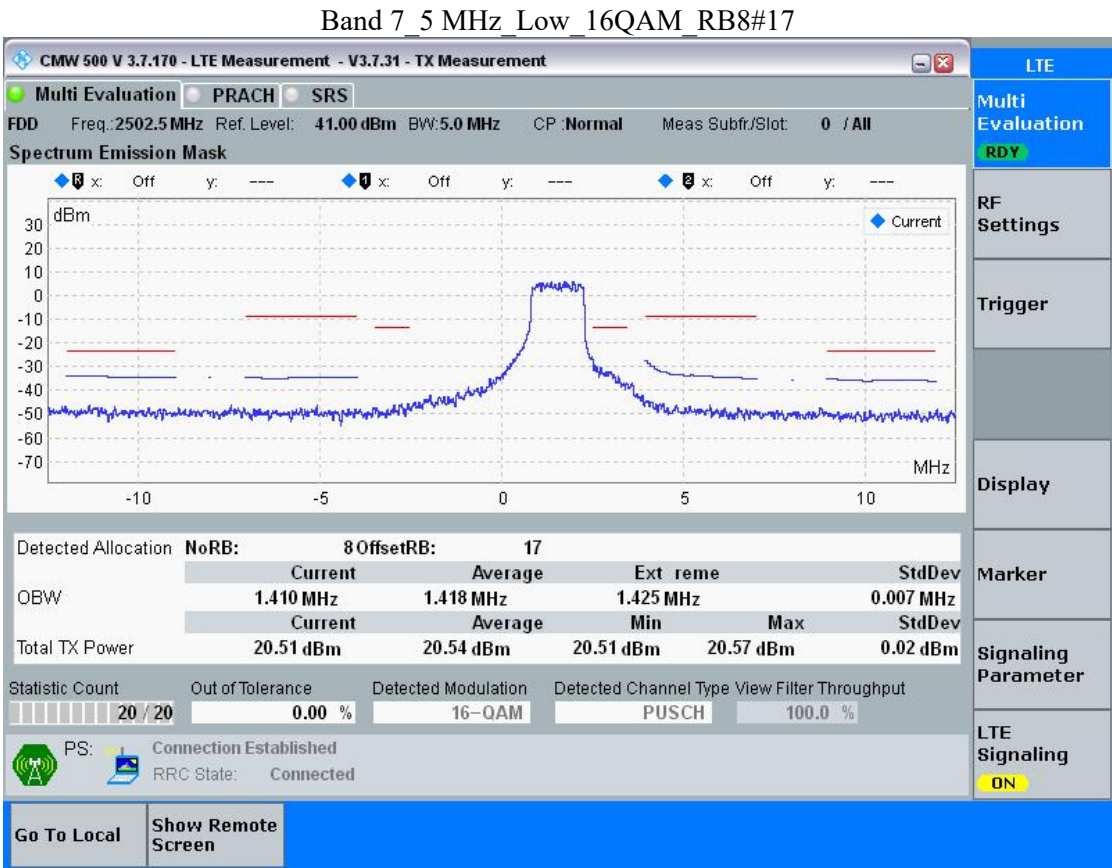 Band 7_5 MHz_Low_16QAM_RB8#17
CMW 500 V 3.7.170 - LTE Measurement - V3.7.31 - TX Measurement
LTE
Multi Evaluation PRACH SRS
Multi Evaluation
RDY
FDD Freq.:2502.5 MHz Ref. Level: 41.00 dBm BW:5.0 MHz CP :Normal Meas Subfr./Slot: 0 / All
Spectrum Emission Mask
R x: Off y: --- 1 x: Off y: --- 2 x: Off y: ---
dBm
Current
30
20
10
0
-10
-20
-30
-40
-50
-60
-70
MHz
-10 -5 0 5 10
RF Settings
Trigger
Display
Marker
Signaling Parameter
LTE Signaling
ON
Detected Allocation NoRB: 8 OffsetRB: 17
Current Average Ext reme StdDev
OBW 1.410 MHz 1.418 MHz 1.425 MHz 0.007 MHz
Current Average Min Max StdDev
Total TX Power 20.51 dBm 20.54 dBm 20.51 dBm 20.57 dBm 0.02 dBm
Statistic Count Out of Tolerance Detected Modulation Detected Channel Type View Filter Throughput
20 / 20 0.00 % 16-QAM PUSCH 100.0 %
PS: Connection Established
RRC State: Connected
Go To Local
Show Remote Screen